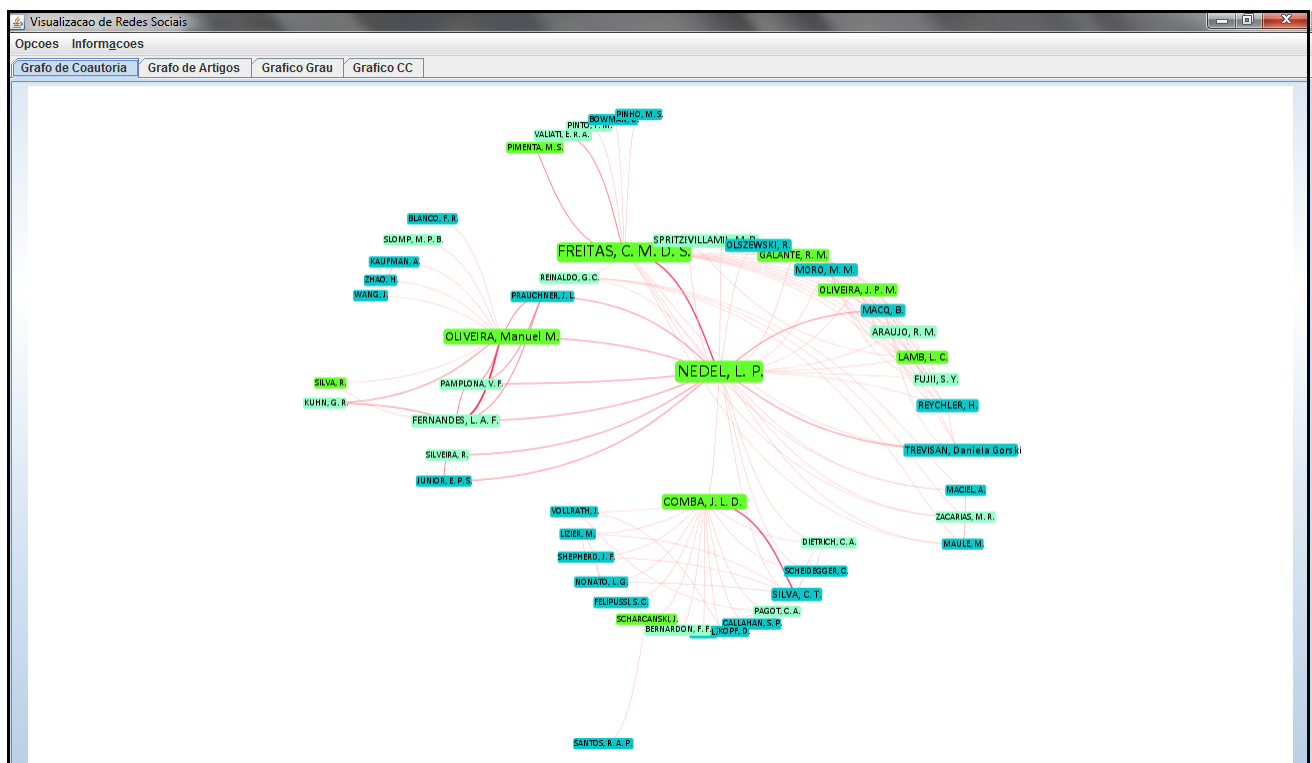 Visualizacao de Redes Sociais
Opcoes Informacoes
Grafo de Coautoria Grafo de Artigos Grafico Grau Grafico CC
PINHO, M. S.
VALIATI, E. R. A.
PIMENTA, M. S.
BLANCO, F. R.
SLOMP, M. P. B.
FREITAS, C. M. D. S.
OLSZEWSKI, R.
GALANTE, R. M.
KAUFMAN, A.
MORO, M. M.
ZHAO, H.
REINALDO, G. C.
OLIVEIRA, J. P. M.
WANG, J.
PRAUCHNER, J. L.
MACQ, B.
ARAUJO, R. M.
OLIVEIRA, Manuel M.
LAMB, L. C.
NEDEL, L. P.
FUJII, S. Y.
SILVA, R.
PAMPLONA, V. F.
KUHN, G. R.
REYCHLER, H.
FERNANDES, L. A. F.
TREVISAN, Daniela Gorski
SILVEIRA, R.
JUNIOR, E. P. S.
MACIEL, A.
COMBA, J. L. D.
VOLLRATH, J.
ZACARIAS, M. R.
LIZIER, M.
DIETRICH, C. A.
MAULE, M.
SHEPHERD, J. F.
SCHEIDEGGER, C.
NONATO, L. G.
SILVA, C. T.
FELIPUSSI, S. C.
PAGOT, C. A.
SCHARCANSKI, J.
CALLAHAN, S. P.
BERNARDON, F. F.
SANTOS, R. A. P.